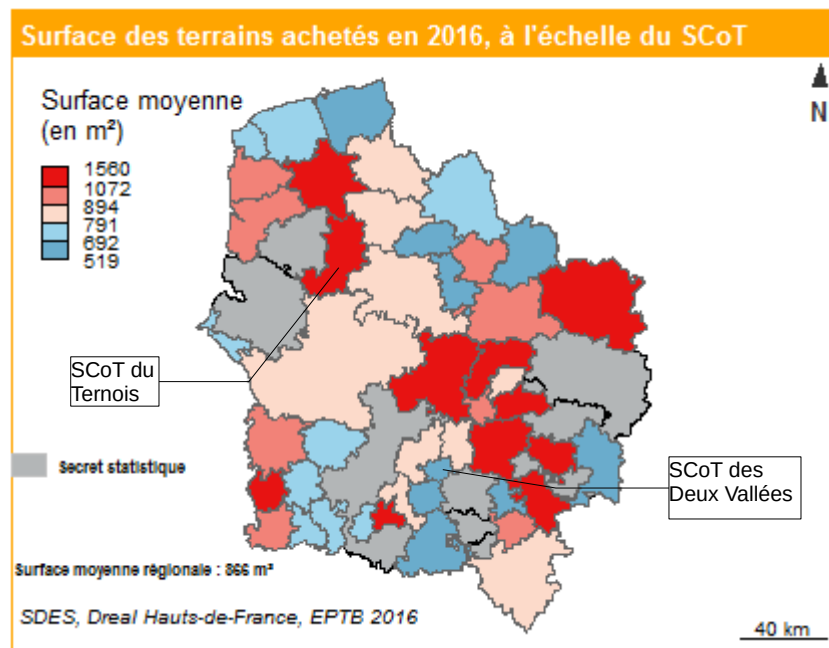 Surface des terrains achetés en 2016, à l'échelle du SCoT
Surface moyenne
(en m²)
1560
1072
894
791
692
519
N
SCoT du
Ternois
Secret statistique
SCoT des
Deux Vallées
Surface moyenne régionale : 866 m²
SDES, Dreal Hauts-de-France, EPTB 2016
40 km